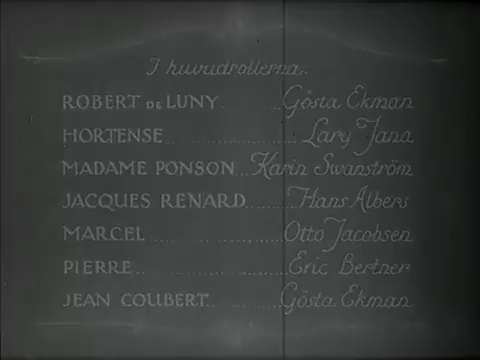 I huvudrollerna:
ROBERT DE LUNY........Gösta Ekman
HORTENSE................Lary Jana
MADAME PONSON..Karin Swanström
JACQUES RENARD.......Hans Albers
MARCEL.................Otto Jacobsen
PIERRE..................Eric Bertner
JEAN COUBERT........Gösta Ekman